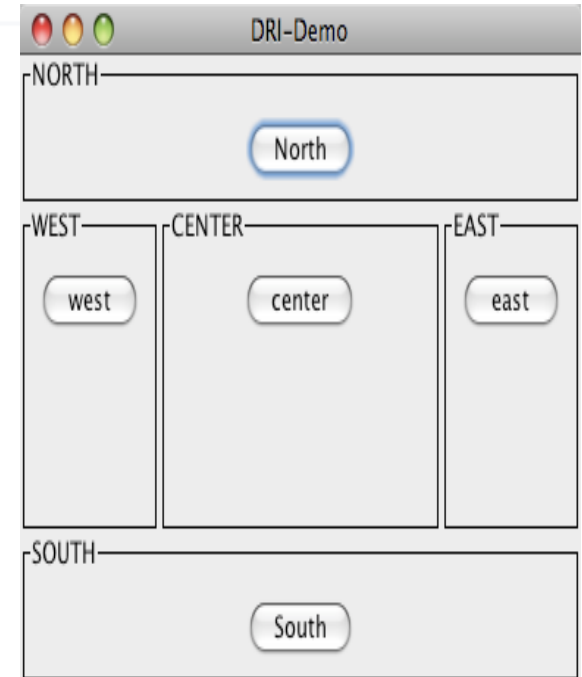 DRI-Demo
NORTH
North
WEST CENTER EAST
west center east
SOUTH
South